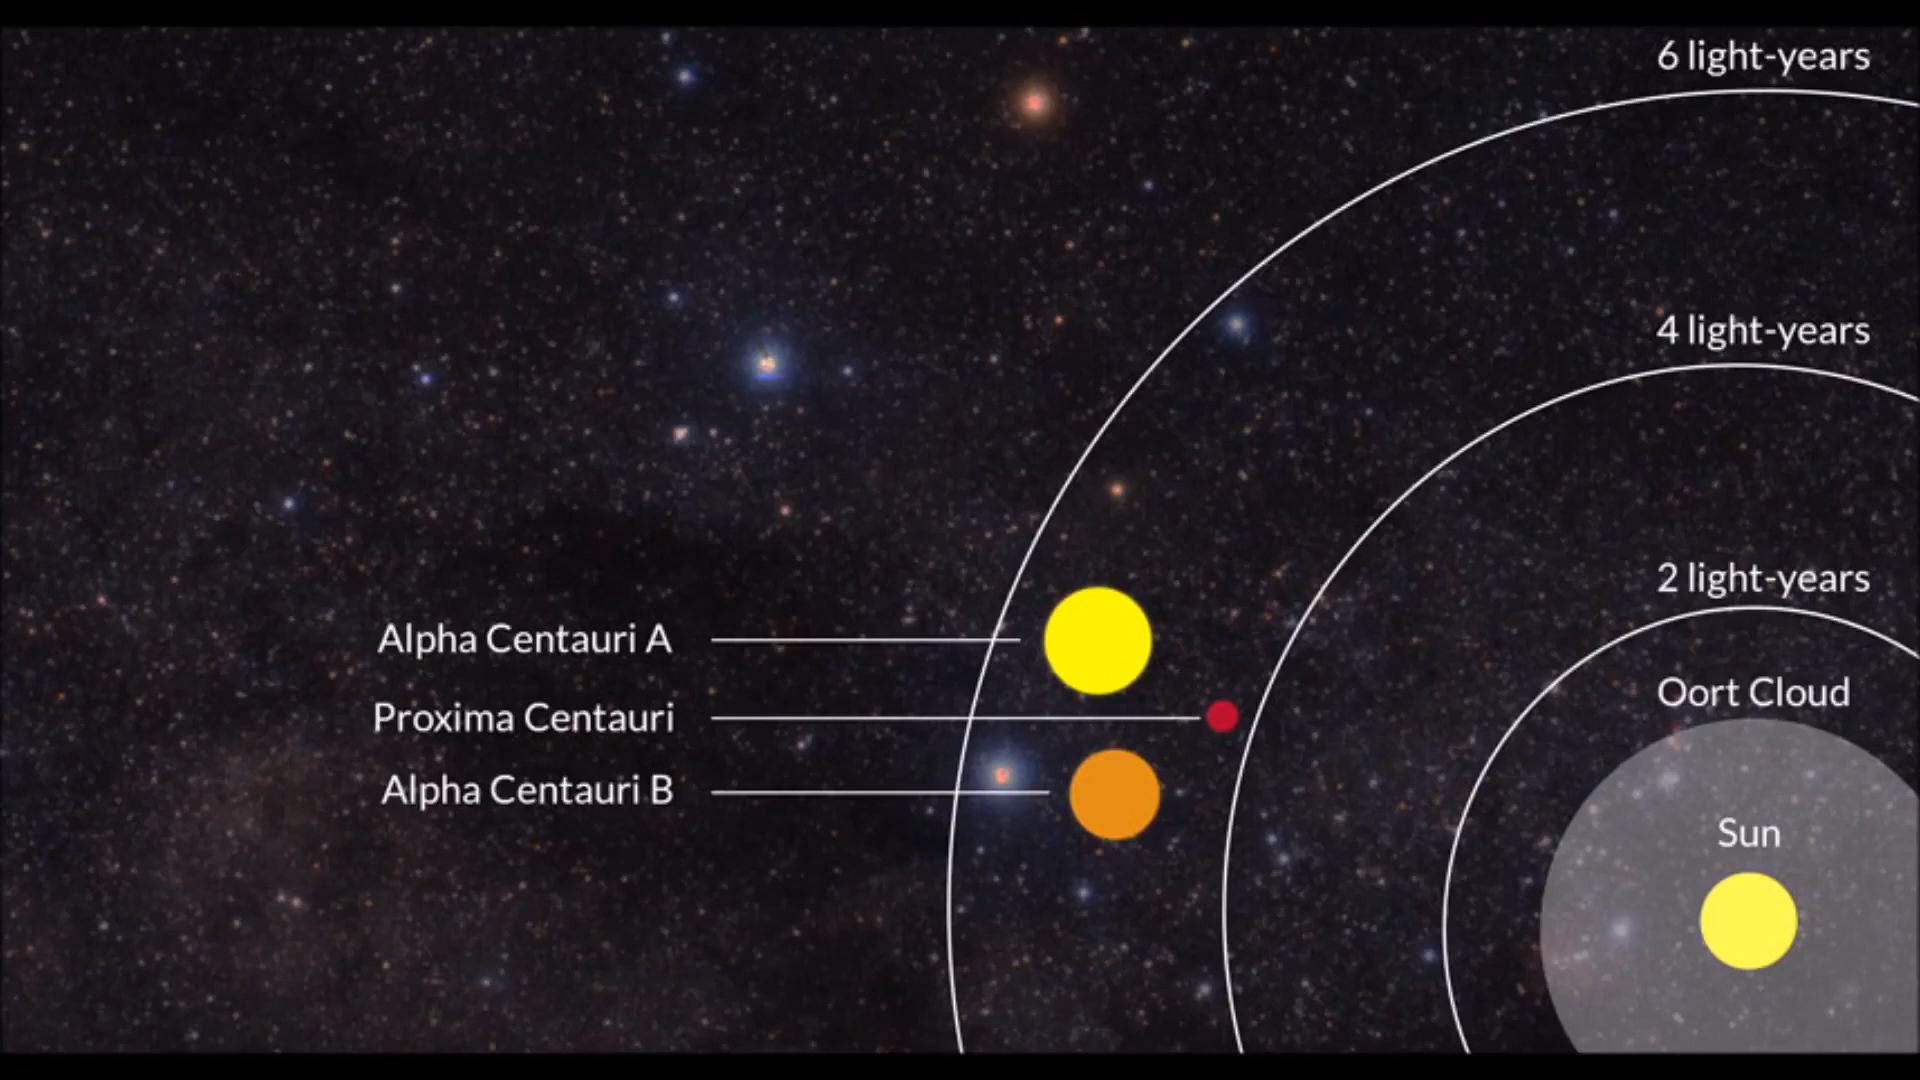 6 light-years
4 light-years
2 light-years
Alpha Centauri A
Oort Cloud
Proxima Centauri
Alpha Centauri B
Sun